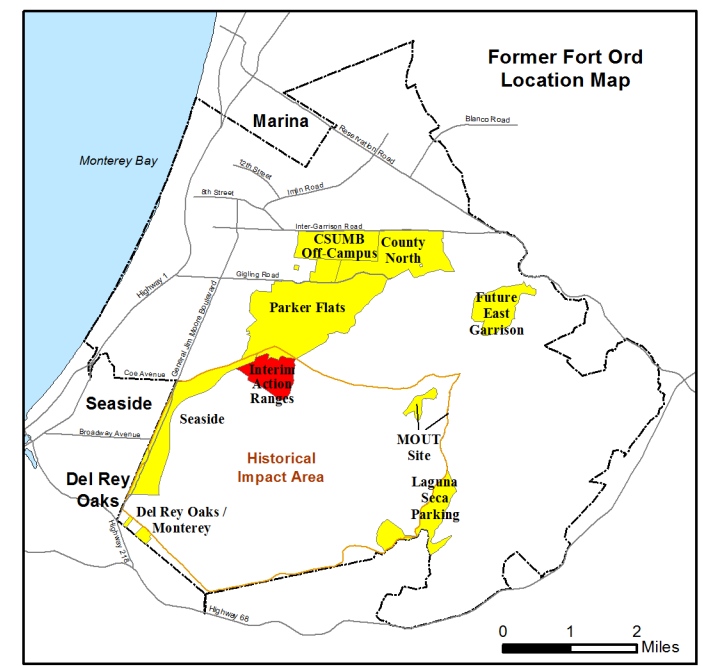 Former Fort Ord
Location Map
Marina
Blanco Road
Reservation Road
Monterey Bay
12th Street
8th Street
Imjin Road
Inter-Garrison Road
CSUMB
Off-Campus
County
North
Gigling Road
Highway 1
General Jim Moore Boulevard
Parker Flats
Future
East
Garrison
Coe Avenue
Interim
Action
Ranges
Seaside
Seaside
Broadway Avenue
MOUT
Site
Historical
Impact Area
Del Rey
Oaks
Laguna
Seca
Parking
Del Rey Oaks /
Monterey
Highway 218
Highway 68
0 1 2
Miles